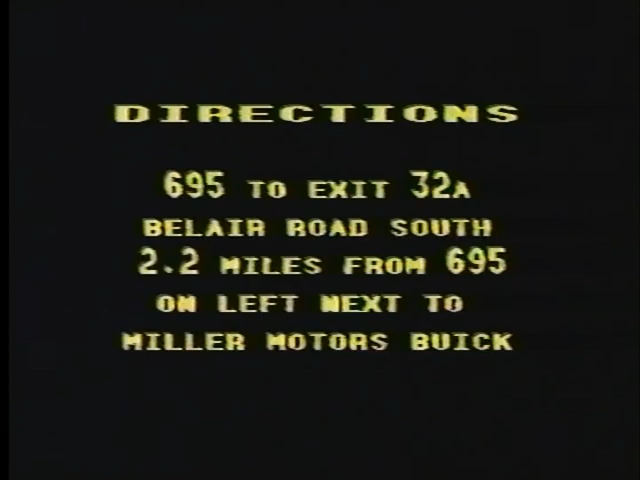 DIRECTIONS
695 TO EXIT 32A
BELAIR ROAD SOUTH
2.2 MILES FROM 695
ON LEFT NEXT TO
MILLER MOTORS BUICK